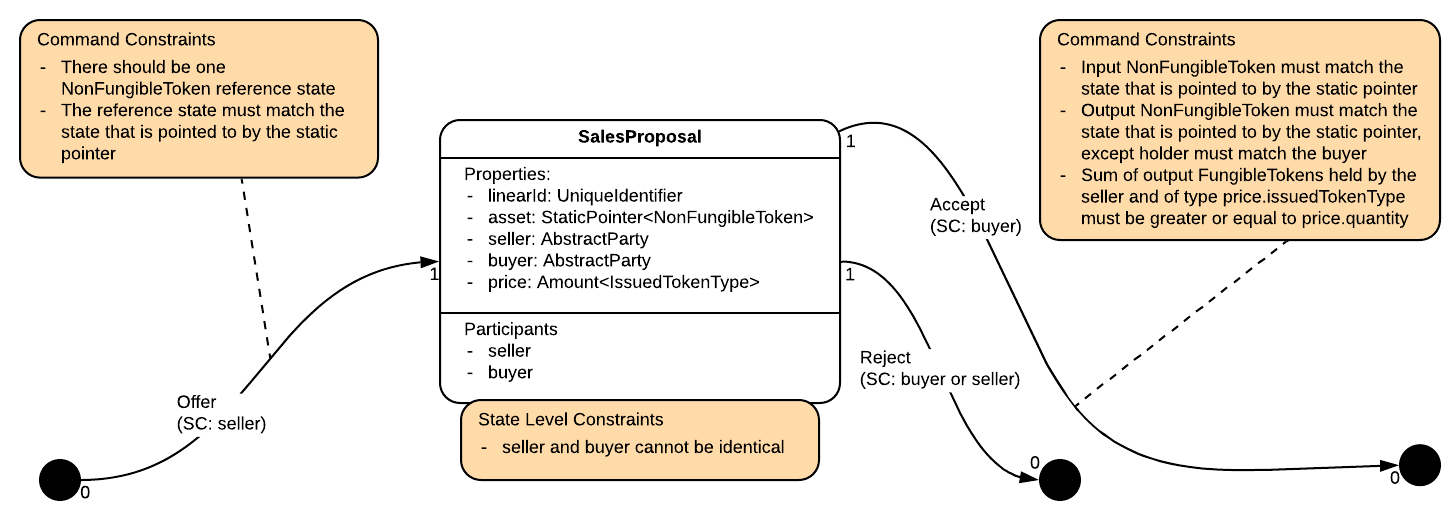 Command Constraints
- There should be one
NonFungibleToken reference state
- The reference state must match the
state that is pointed to by the static
pointer
Command Constraints
- Input NonFungibleToken must match the
state that is pointed to by the static pointer
- Output NonFungibleToken must match the
state that is pointed to by the static pointer,
except holder must match the buyer
- Sum of output FungibleTokens held by the
seller and of type price.issuedTokenType
must be greater or equal to price.quantity
SalesProposal
Properties:
- linearId: UniqueIdentifier
- asset: StaticPointer<NonFungibleToken>
- seller: AbstractParty
- buyer: AbstractParty
- price: Amount<IssuedTokenType>
Participants
- seller
- buyer
State Level Constraints
- seller and buyer cannot be identical
1
1
1
Accept
(SC: buyer)
Reject
(SC: buyer or seller)
Offer
(SC: seller)
0
0
0